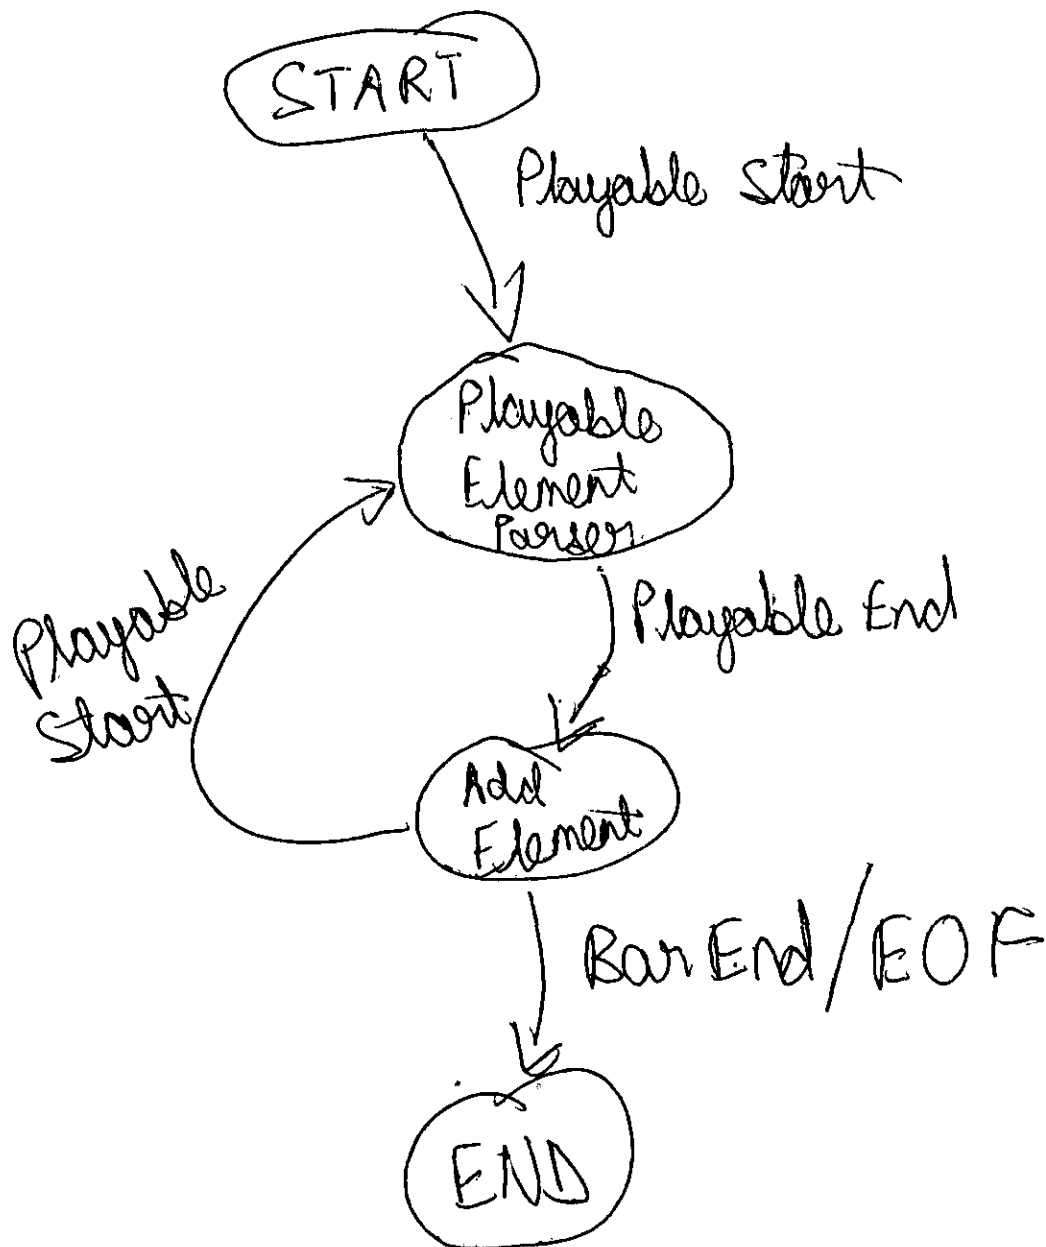 START
Playable Start
Playable
Element
Parser
Playable
Start
Playable End
Add
Element
Bar End/EOF
END